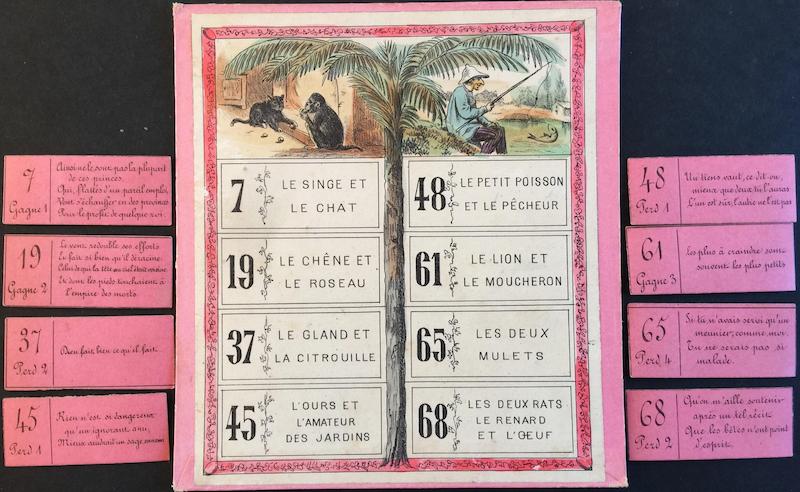 7
Gagne 1
Ainsi ne le sont pas la plupart
de ces princes
Qui, flattés d'un pareil emploi,
Vont s'échauder en des provinces
Pour le profit de quelque roi.
19
Gagne 2
Le vent redouble ses efforts
Et fait si bien qu'il déracine
Celui de qui la tête au ciel était voisine
Et dont les pieds touchaient à
l'empire des morts
37
Perd 2
Dieu fait bien ce qu'il fait.
45
Perd 1
Rien n'est si dangereux
qu'un ignorant ami,
Mieux audrait un sage ennemi
7
LE SINGE ET
LE CHAT
19
LE CHÊNE ET
LE ROSEAU
37
LE GLAND ET
LA CITROUILLE
45
L'OURS ET
L'AMATEUR
DES JARDINS
48
LE PETIT POISSON
ET LE PÊCHEUR
61
LE LION ET
LE MOUCHERON
65
LES DEUX
MULETS
68
LES DEUX RATS
LE RENARD
ET L'ŒUF
48
Perd 1
Un tiens vaut, ce dit-on,
mieux que deux tu l'auras
L'un est sûr, l'autre ne l'est pas
61
Gagne 3
Les plus à craindre sont
souvent les plus petits
65
Perd 4
Si tu n'avais servi qu'un
meunier, comme moi
Tu ne serais pas si
malade.
68
Perd 2
Qu'on m'aille soutenir
après un tel récit
Que les bêtes n'ont point
d'esprit.